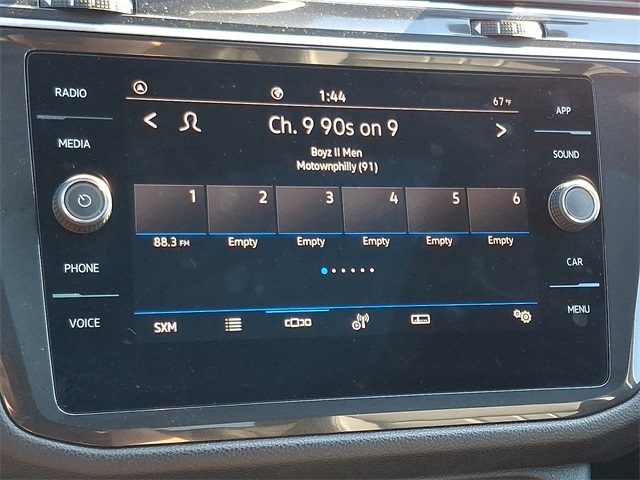 RADIO
MEDIA
PHONE
VOICE
1:44
67 °F
Ch. 9 90s on 9
Boyz II Men
Motownphilly (91)
1 2 3 4 5 6
88.3 FM Empty Empty Empty Empty Empty
SXM
APP
SOUND
CAR
MENU